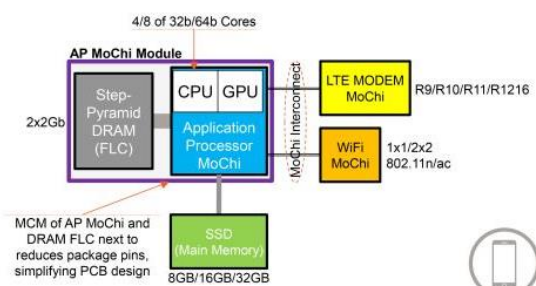 4/8 of 32b/64b Cores
AP MoChi Module
Step-
Pyramid
DRAM
(FLC)
2x2Gb
CPU
GPU
Application
Processor
MoChi
MoChi Interconnect
LTE MODEM
MoChi
R9/R10/R11/R1216
WiFi
MoChi
1x1/2x2
802.11n/ac
MCM of AP MoChi and
DRAM FLC next to
reduces package pins,
simplifying PCB design
SSD
(Main Memory)
8GB/16GB/32GB